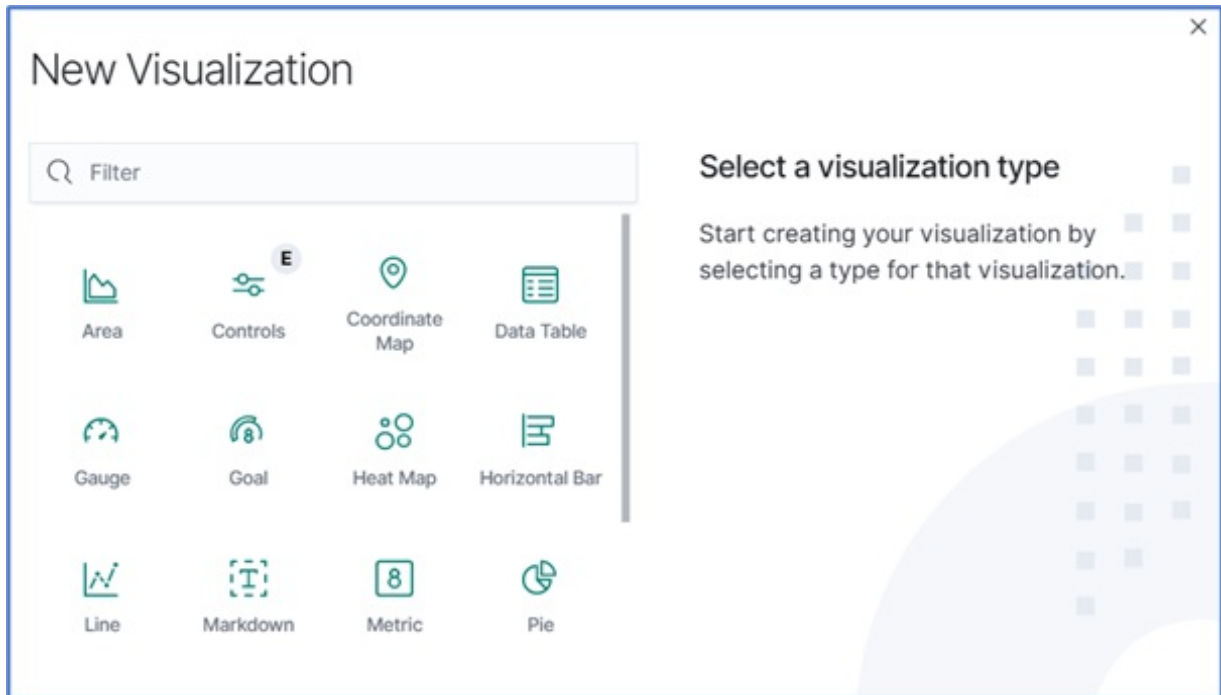 New Visualization
Filter
Select a visualization type
Start creating your visualization by
selecting a type for that visualization.
E
Area
Controls
Coordinate
Map
Data Table
8
Gauge
Goal
Heat Map
Horizontal Bar
T
8
Line
Markdown
Metric
Pie